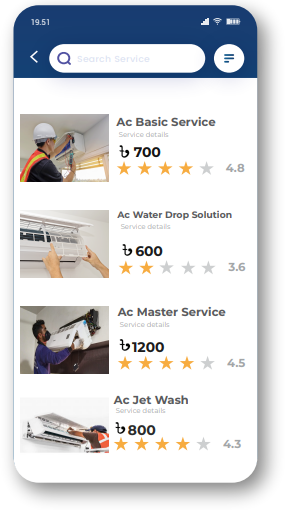 19.51
Search Service
Ac Basic Service
Service details
৳ 700
4.8
Ac Water Drop Solution
Service details
৳ 600
3.6
Ac Master Service
Service details
৳1200
4.5
Ac Jet Wash
Service details
৳ 800
4.3